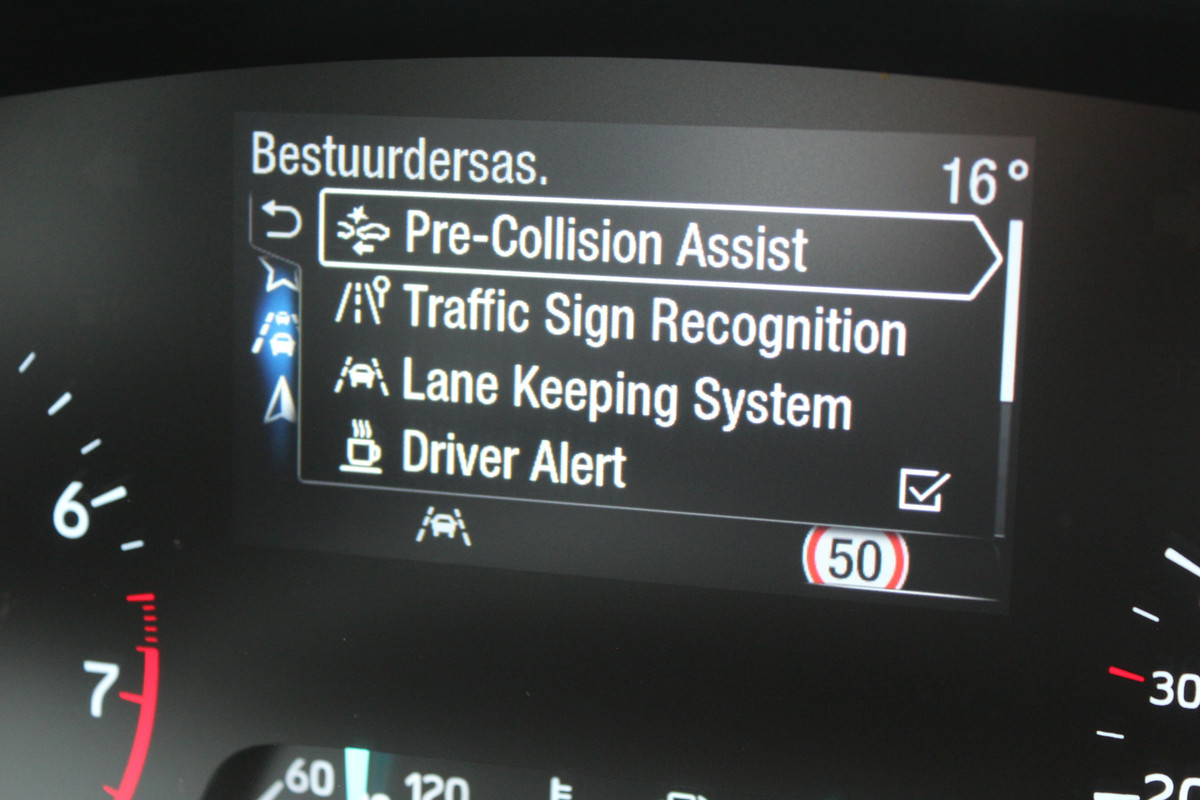 Bestuurdersas.
16°
Pre-Collision Assist
Traffic Sign Recognition
Lane Keeping System
Driver Alert
50
6
7
30
20
60
120